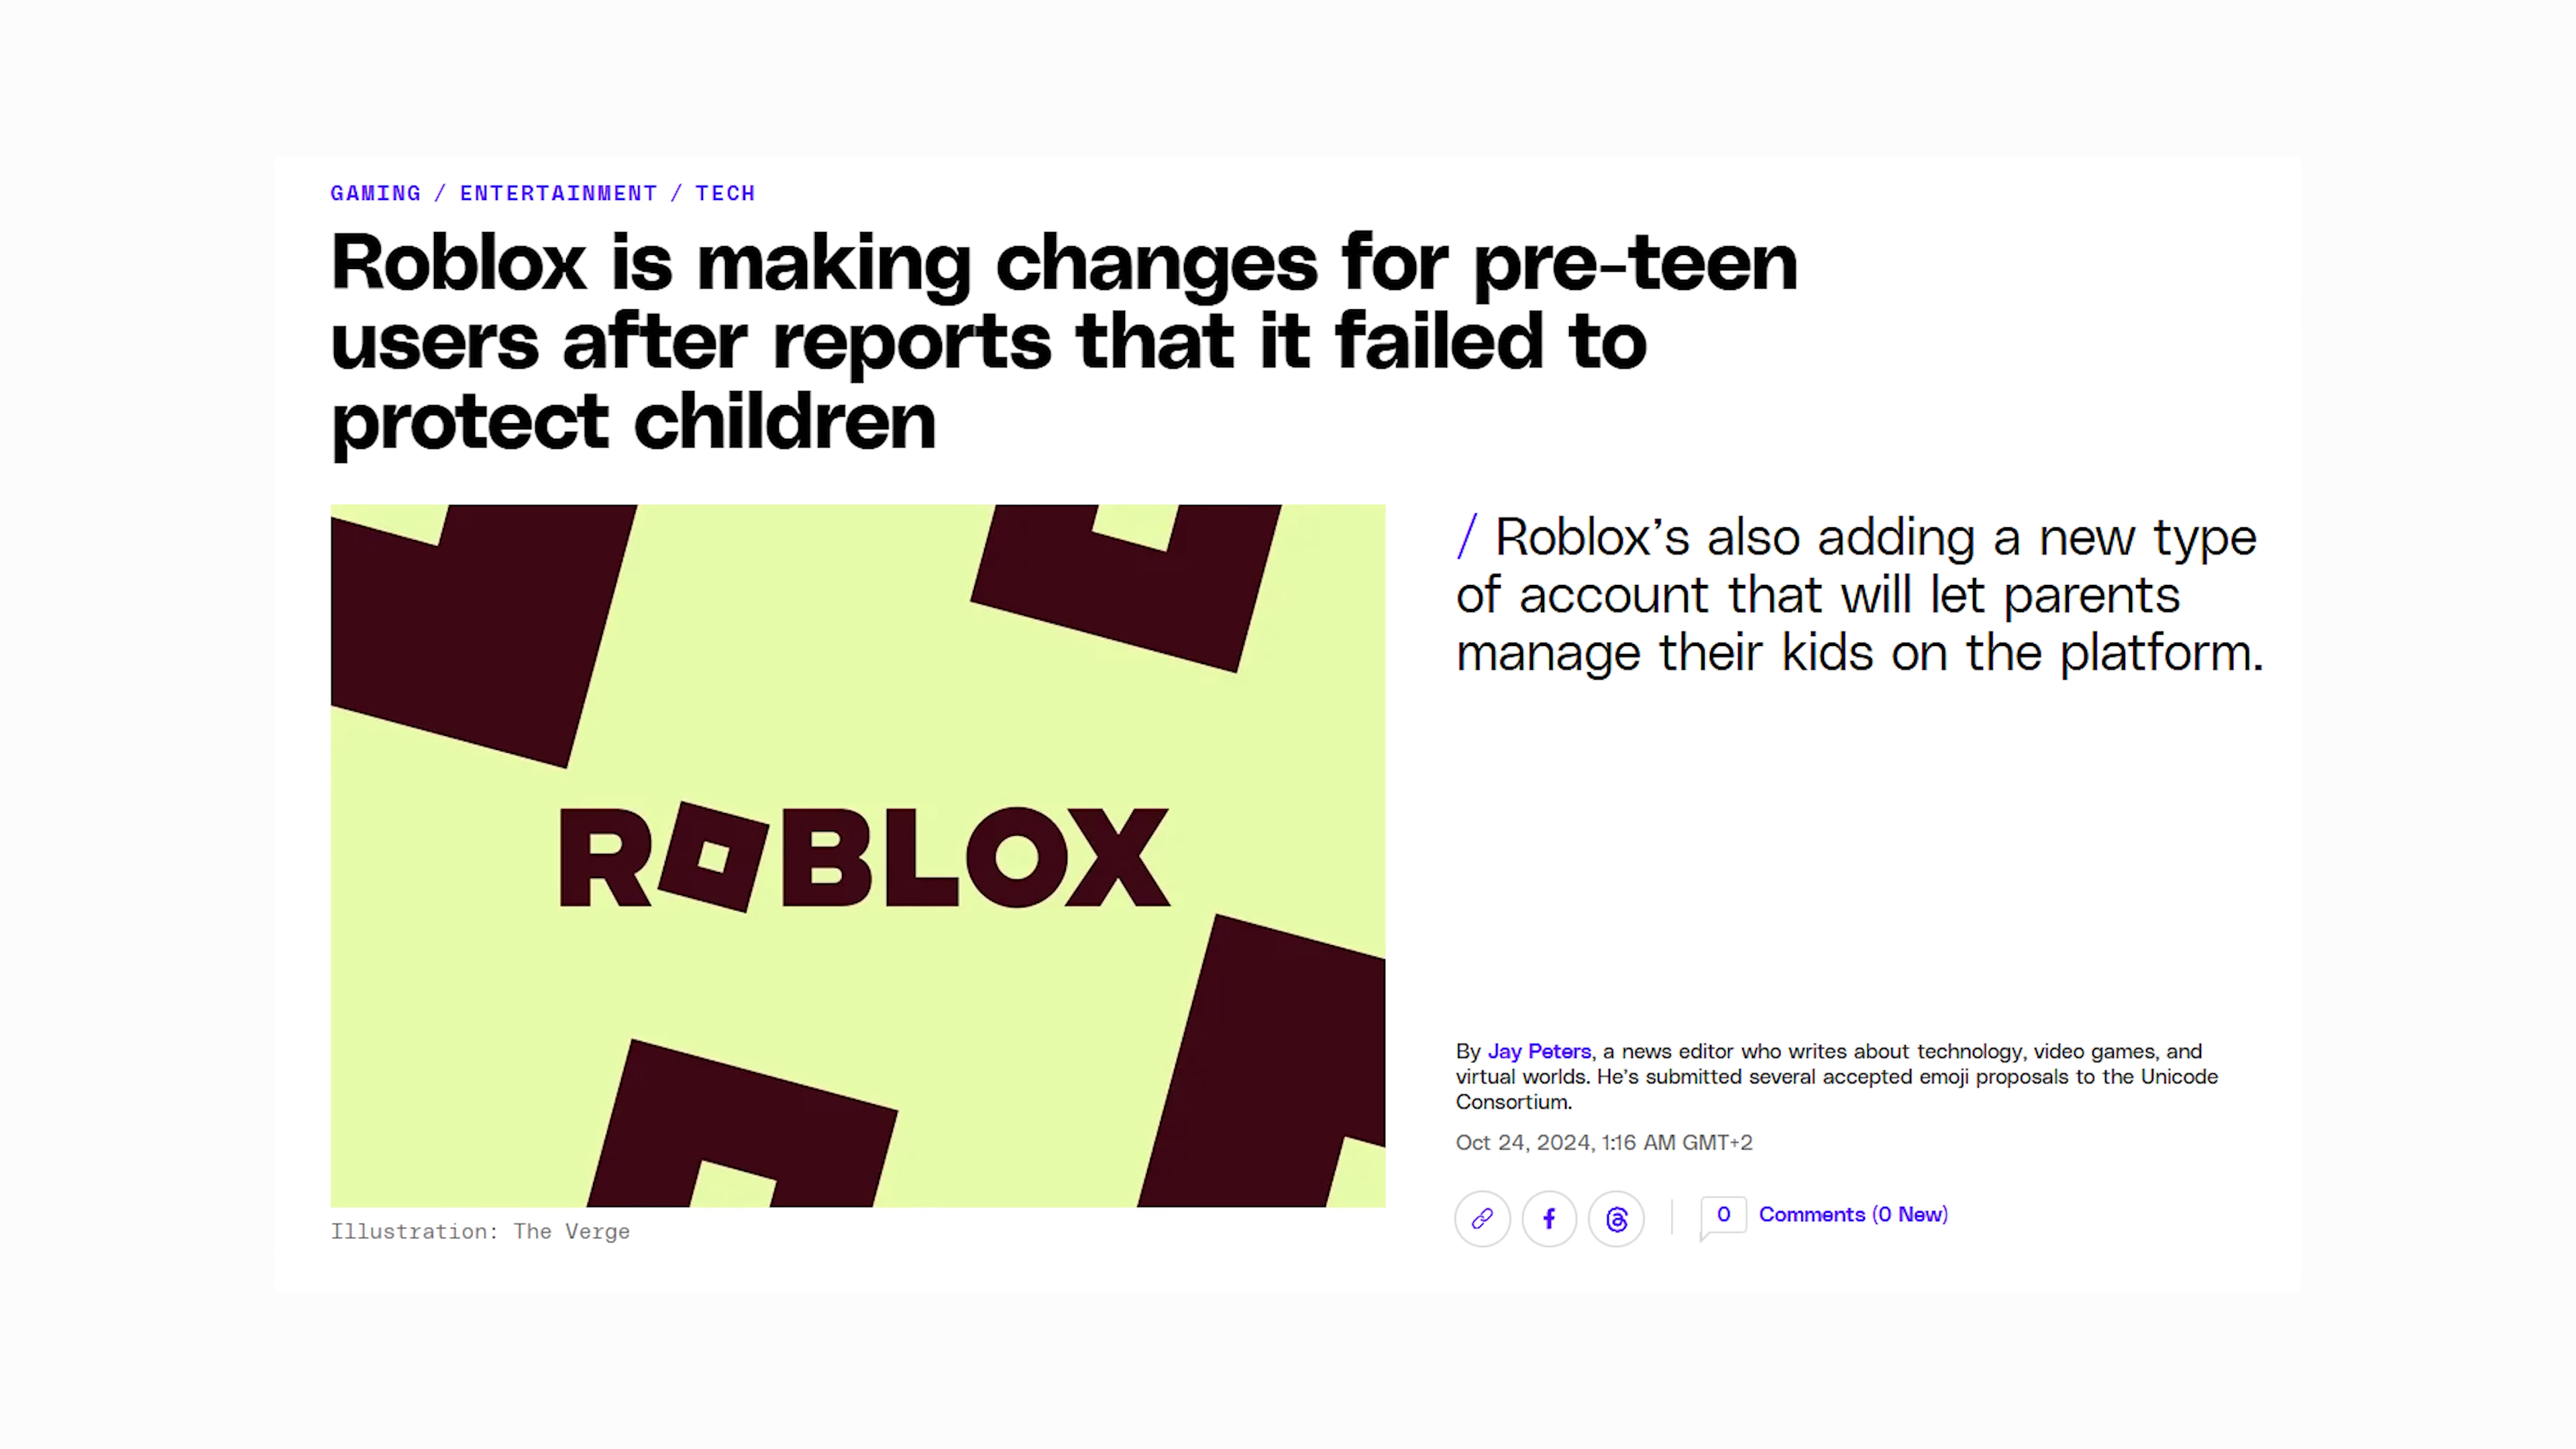 GAMING / ENTERTAINMENT / TECH
Roblox is making changes for pre-teen
users after reports that it failed to
protect children
/ Roblox’s also adding a new type
of account that will let parents
manage their kids on the platform.
ROBLOX
By Jay Peters, a news editor who writes about technology, video games, and
virtual worlds. He’s submitted several accepted emoji proposals to the Unicode
Consortium.
Oct 24, 2024, 1:16 AM GMT+2
0 Comments (0 New)
Illustration: The Verge